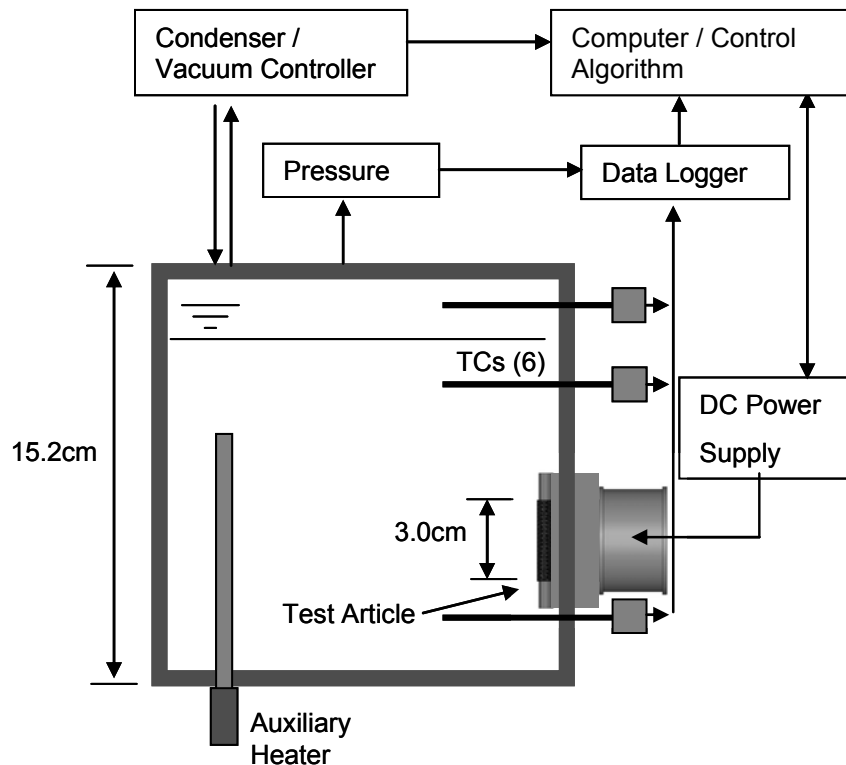 Condenser /
Vacuum Controller
Computer / Control
Algorithm
Pressure
Data Logger
TCs (6)
DC Power
Supply
15.2cm
3.0cm
Test Article
Auxiliary
Heater